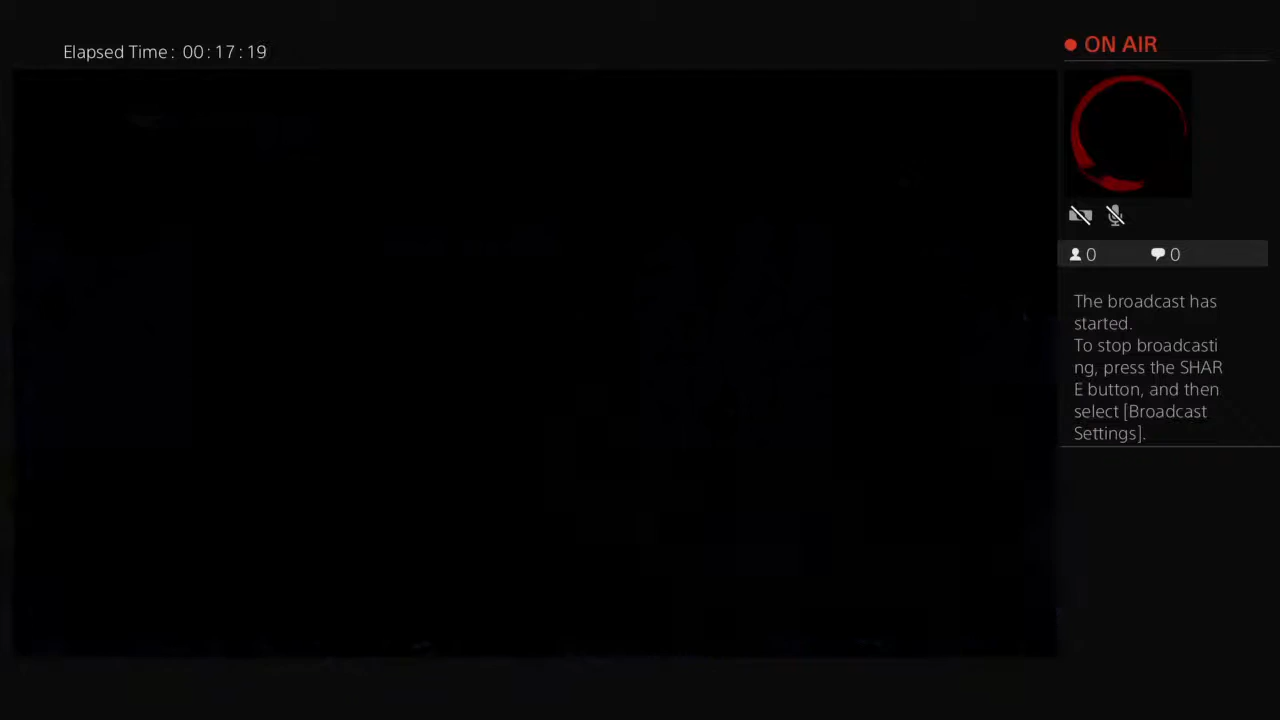 Elapsed Time: 00:17:19
ON AIR
0 0
The broadcast has
started.
To stop broadcasti
ng, press the SHAR
E button, and then
select [Broadcast
Settings].